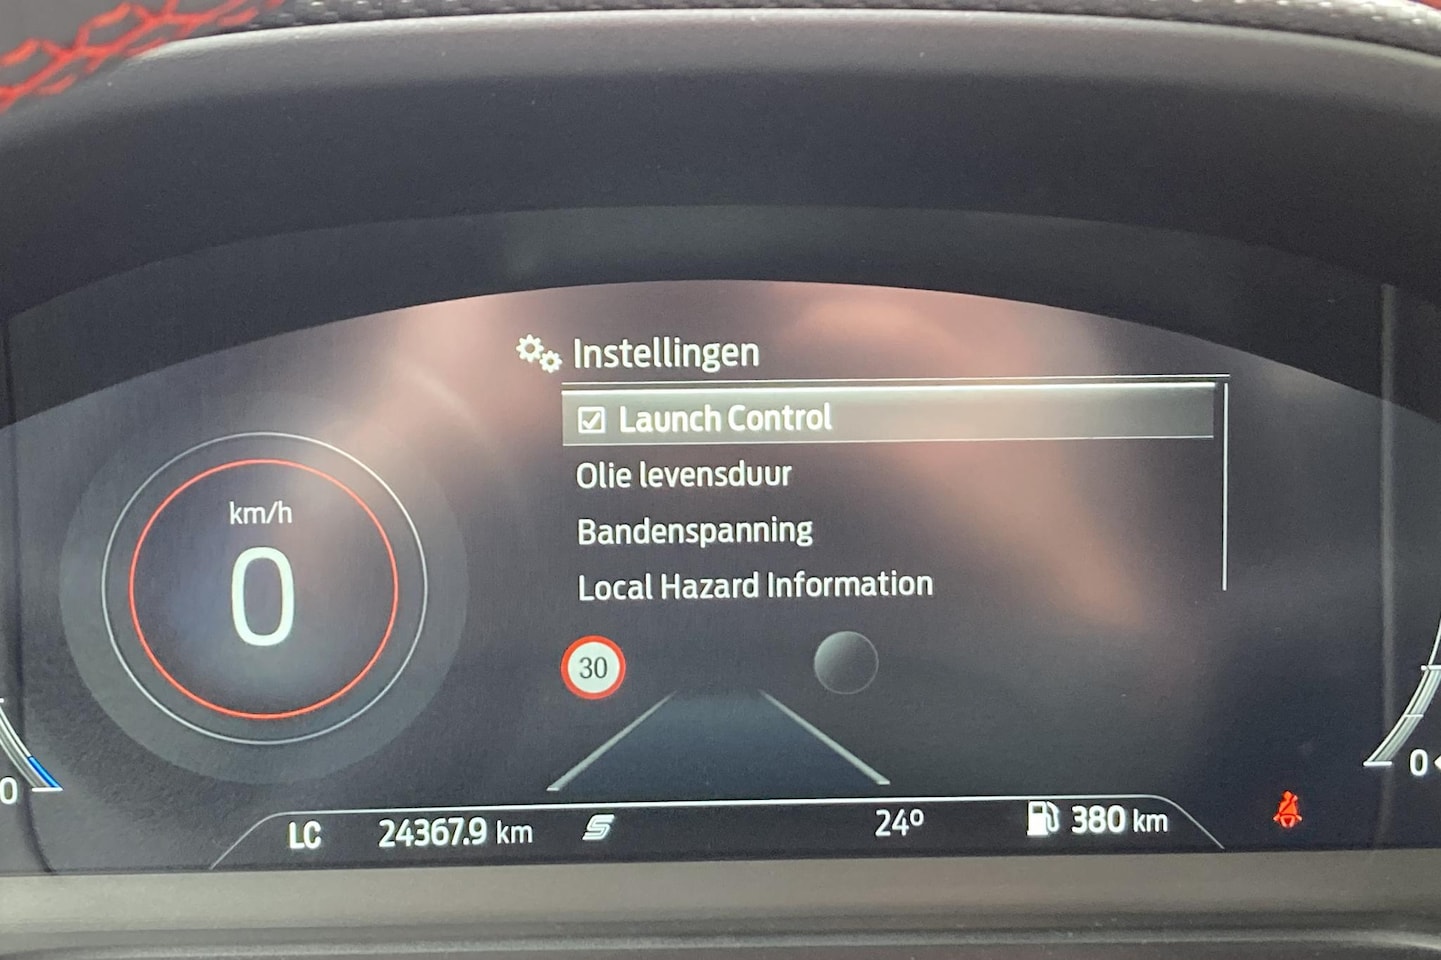 Instellingen
Launch Control
Olie levensduur
Bandenspanning
Local Hazard Information
km/h
0
30
0
0
LC 24367.9 km S 24º 380 km